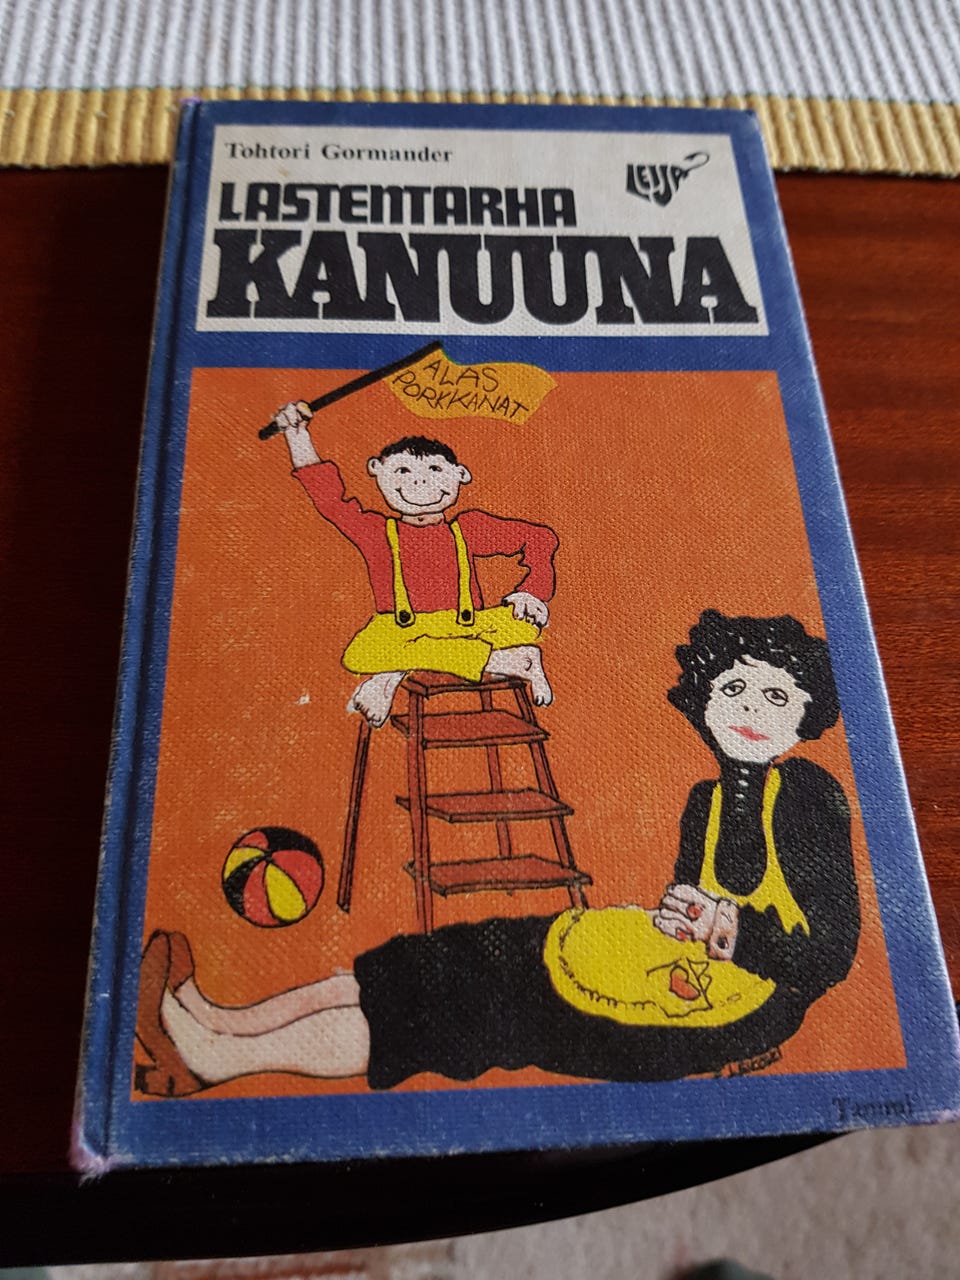 Tohtori Gormander
LEIJA
LASTENTARHA
KANUUNA
ALAS
PORKKANAT
Tammi